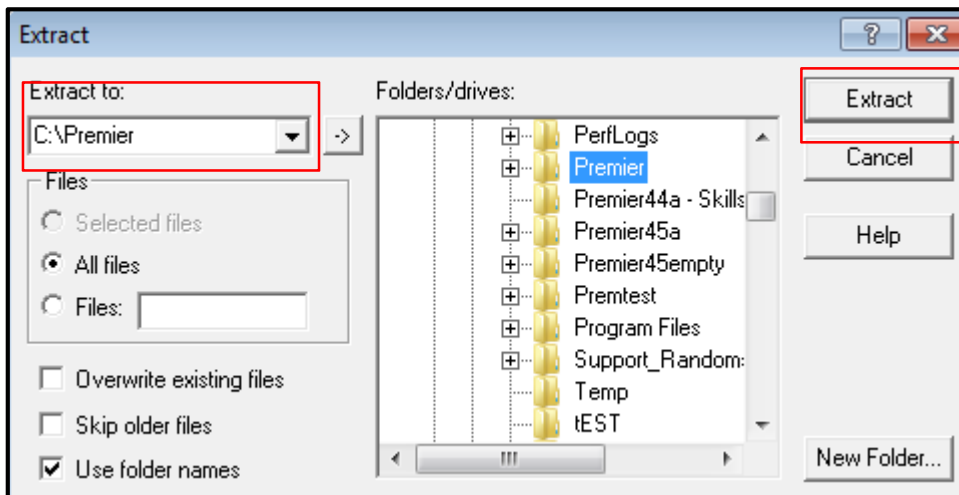 Extract
Extract to:
C:\Premier
->
Files
Selected files
All files
Files:
Overwrite existing files
Skip older files
Use folder names
Folders/drives:
PerfLogs
Premier
Premier44a - Skills
Premier45a
Premier45empty
Premtest
Program Files
Support_Random
Temp
tEST
Extract
Cancel
Help
New Folder...